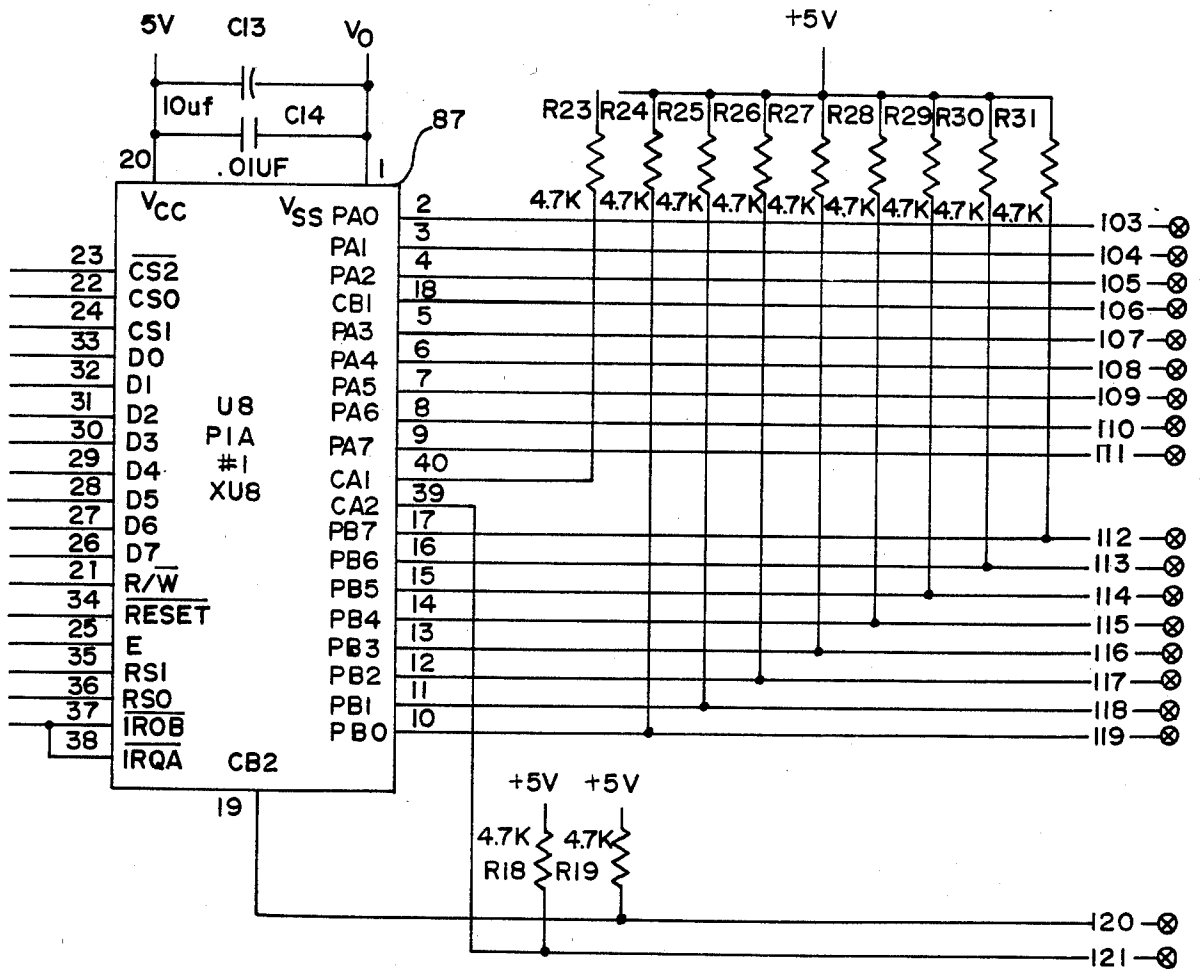 5V C13 VO
+5V
10uf C14
.01UF
87
20 1
R23 R24 R25 R26 R27 R28 R29 R30 R31
4.7K 4.7K 4.7K 4.7K 4.7K 4.7K 4.7K 4.7K 4.7K
VCC VSS
PA0 2 103
PA1 3 104
23 CS2 PA2 4 105
22 CS0 CB1 18 106
24 CS1 PA3 5 107
33 D0 PA4 6 108
32 D1 PA5 7 109
31 D2 PA6 8 110
30 D3 PA7 9 111
29 D4 CA1 40
28 D5 CA2 39
27 D6 PB7 17 112
26 D7 PB6 16 113
21 R/W PB5 15 114
34 RESET PB4 14 115
25 E PB3 13 116
35 RS1 PB2 12 117
36 RS0 PB1 11 118
37 IROB PB0 10 119
38 IRQA
U8
PIA
#1
XU8
CB2
19
+5V +5V
4.7K 4.7K
R18 R19
120
121